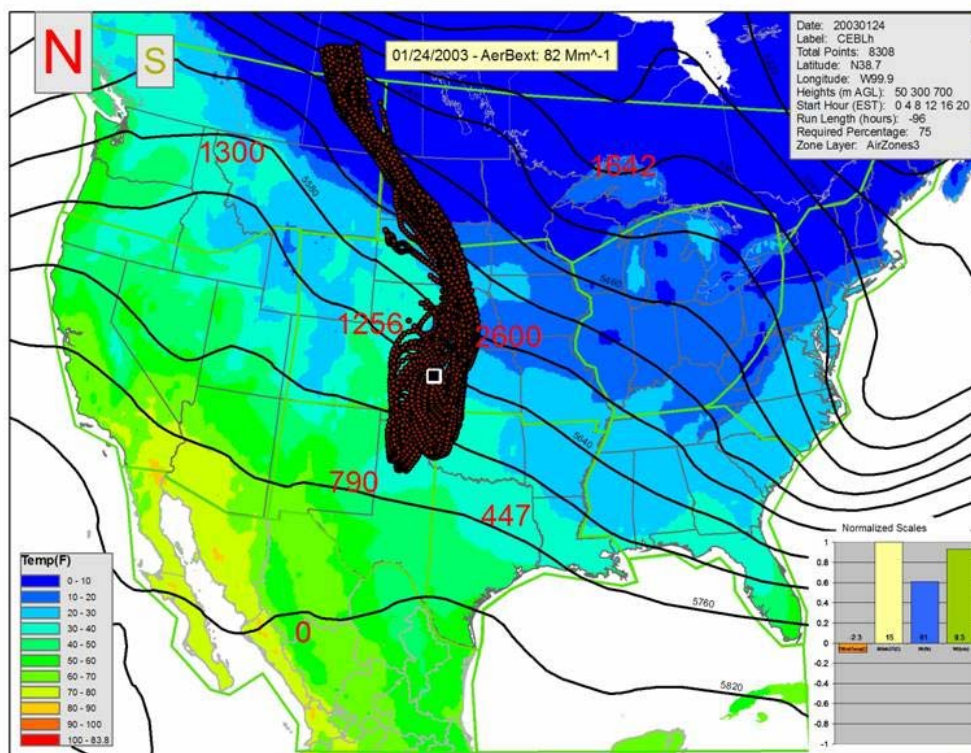 N
S
01/24/2003 - AerBext: 82 Mm^-1
Date: 20030124
Label: CEBLh
Total Points: 8308
Latitude: N38.7
Longitude: W99.9
Heights (m AGL): 50 300 700
Start Hour (EST): 0 4 8 12 16 20
Run Length (hours): -96
Required Percentage: 75
Zone Layer: AirZones3
1300
1642
5580
5460
1256
2600
5640
790
447
5760
0
5820
Temp(F)
0 - 10
10 - 20
20 - 30
30 - 40
40 - 50
50 - 60
60 - 70
70 - 80
80 - 90
90 - 100
100 - 83.8
Normalized Scales
1
0.8
0.6
0.4
0.2
0
-0.2
-0.4
-0.6
-0.8
-1
-2.3
15
61
9.5